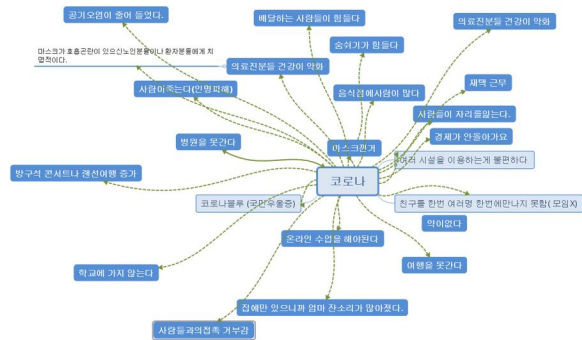 공기오염이 줄어 들었다.
배달하는 사람들이 힘들다
의료진분들 건강이 악화
숨쉬기가 힘들다
마스크가 호흡곤란이 있으신노인분들이나 환자분들에게 치
명적이다.
의료진분들 건강이 악화
사람이죽는다(인명피해)
음식점에사람이 많다
재택 근무
사람들이 자리를않는다.
경제가 안돌아가요
병원을 못간다
마스크쓴기
여러 시설을 이용하는게 불편하다
방구석 콘서트나 랜선여행 증가
코로나
코로나블루 (국민우울증)
친구를 한번 여러명 한번에만나지 못함 (모임X)
약이없다
온라인 수업을 해야된다
학교에 가지 않는다
여행을 못간다
집에만 있으니까 엄마 잔소리가 많아졌다.
사람들과의접촉 거부감